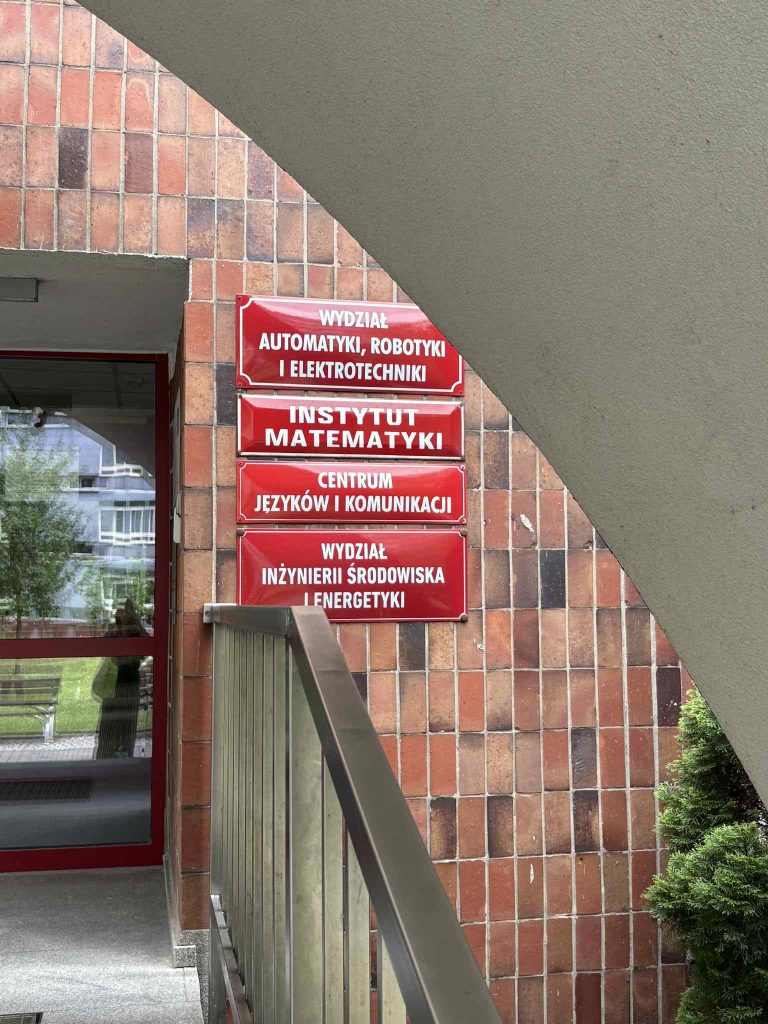 WYDZIAŁ
AUTOMATYKI, ROBOTYKI
I ELEKTROTECHNIKI
INSTYTUT
MATEMATYKI
CENTRUM
JĘZYKÓW I KOMUNIKACJI
WYDZIAŁ
INŻYNIERII ŚRODOWISKA
I ENERGETYKI